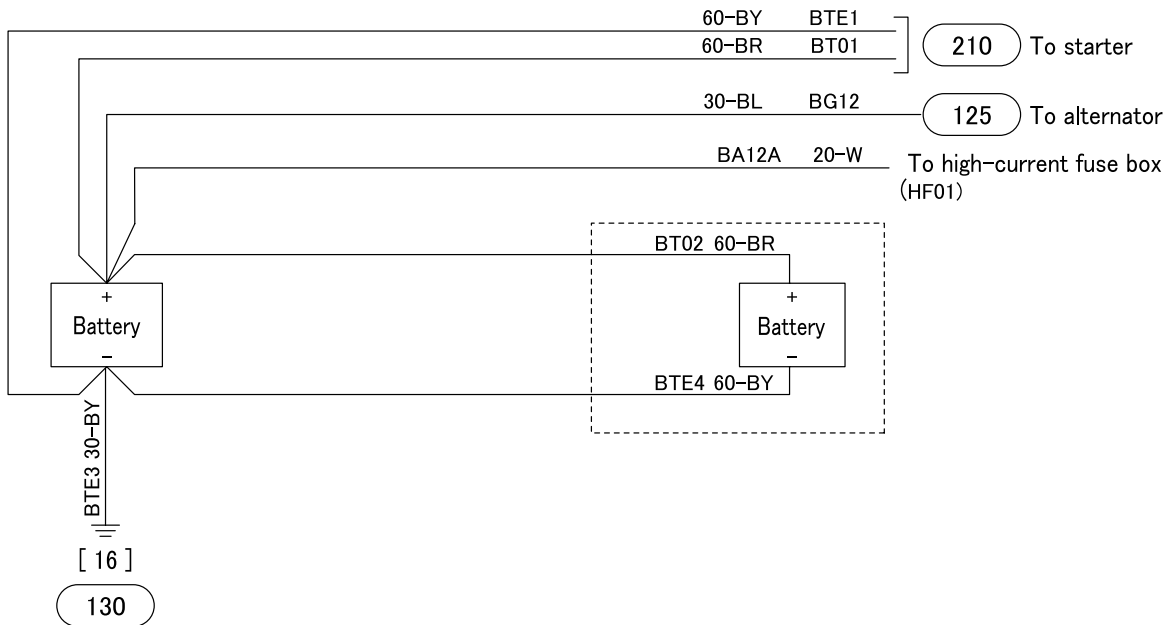 60-BY BTE1
60-BR BT01
210 To starter
30-BL BG12
125 To alternator
BA12A 20-W
To high-current fuse box
(HF01)
BT02 60-BR
+
Battery
−
+
Battery
−
BTE4 60-BY
BTE3 30-BY
[ 16 ]
130